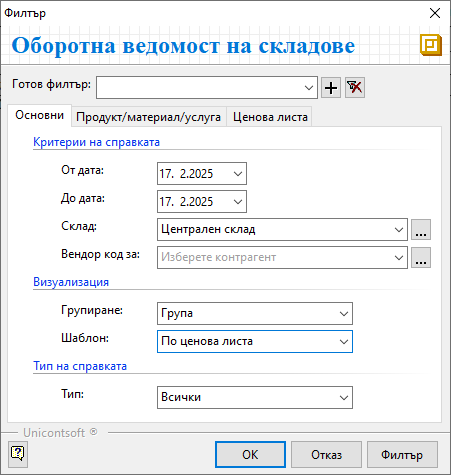 Филтър
Оборотна ведомост на складове
Готов филтър:
Основни Продукт/материал/услуга Ценова листа
Критерии на справката
От дата: 17. 2.2025
До дата: 17. 2.2025
Склад: Централен склад ...
Вендор код за: Изберете контрагент ...
Визуализация
Групиране: Група
Шаблон: По ценова листа
Тип на справката
Тип: Всички
Unicontsoft ®
? OK Отказ Филтър